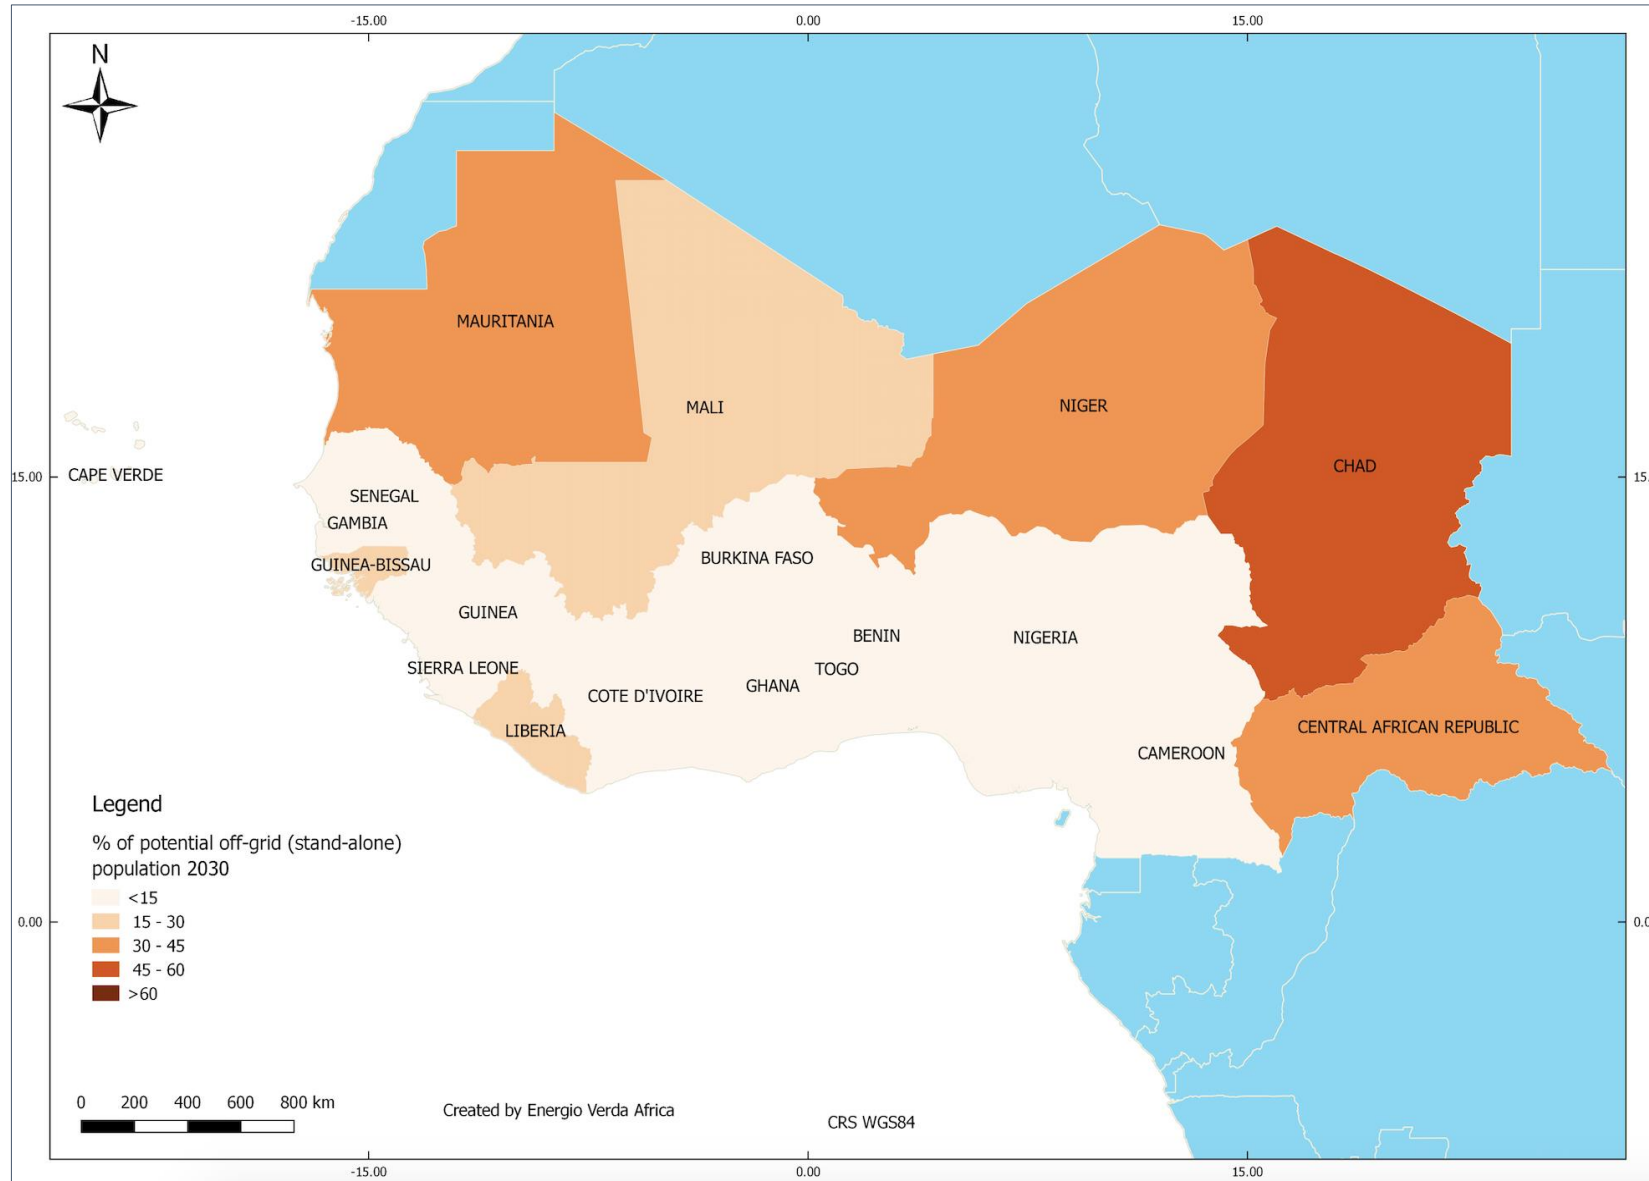 -15.00
0.00
15.00
N
MAURITANIA
MALI
NIGER
CHAD
15.00
15.
CAPE VERDE
SENEGAL
GAMBIA
GUINEA-BISSAU
BURKINA FASO
GUINEA
BENIN
NIGERIA
SIERRA LEONE
TOGO
GHANA
COTE D'IVOIRE
LIBERIA
CENTRAL AFRICAN REPUBLIC
CAMEROON
Legend
% of potential off-grid (stand-alone)
population 2030
<15
15 - 30
30 - 45
45 - 60
>60
0.00
0.0
0 200 400 600 800 km
Created by Energio Verda Africa
CRS WGS84
-15.00
0.00
15.00